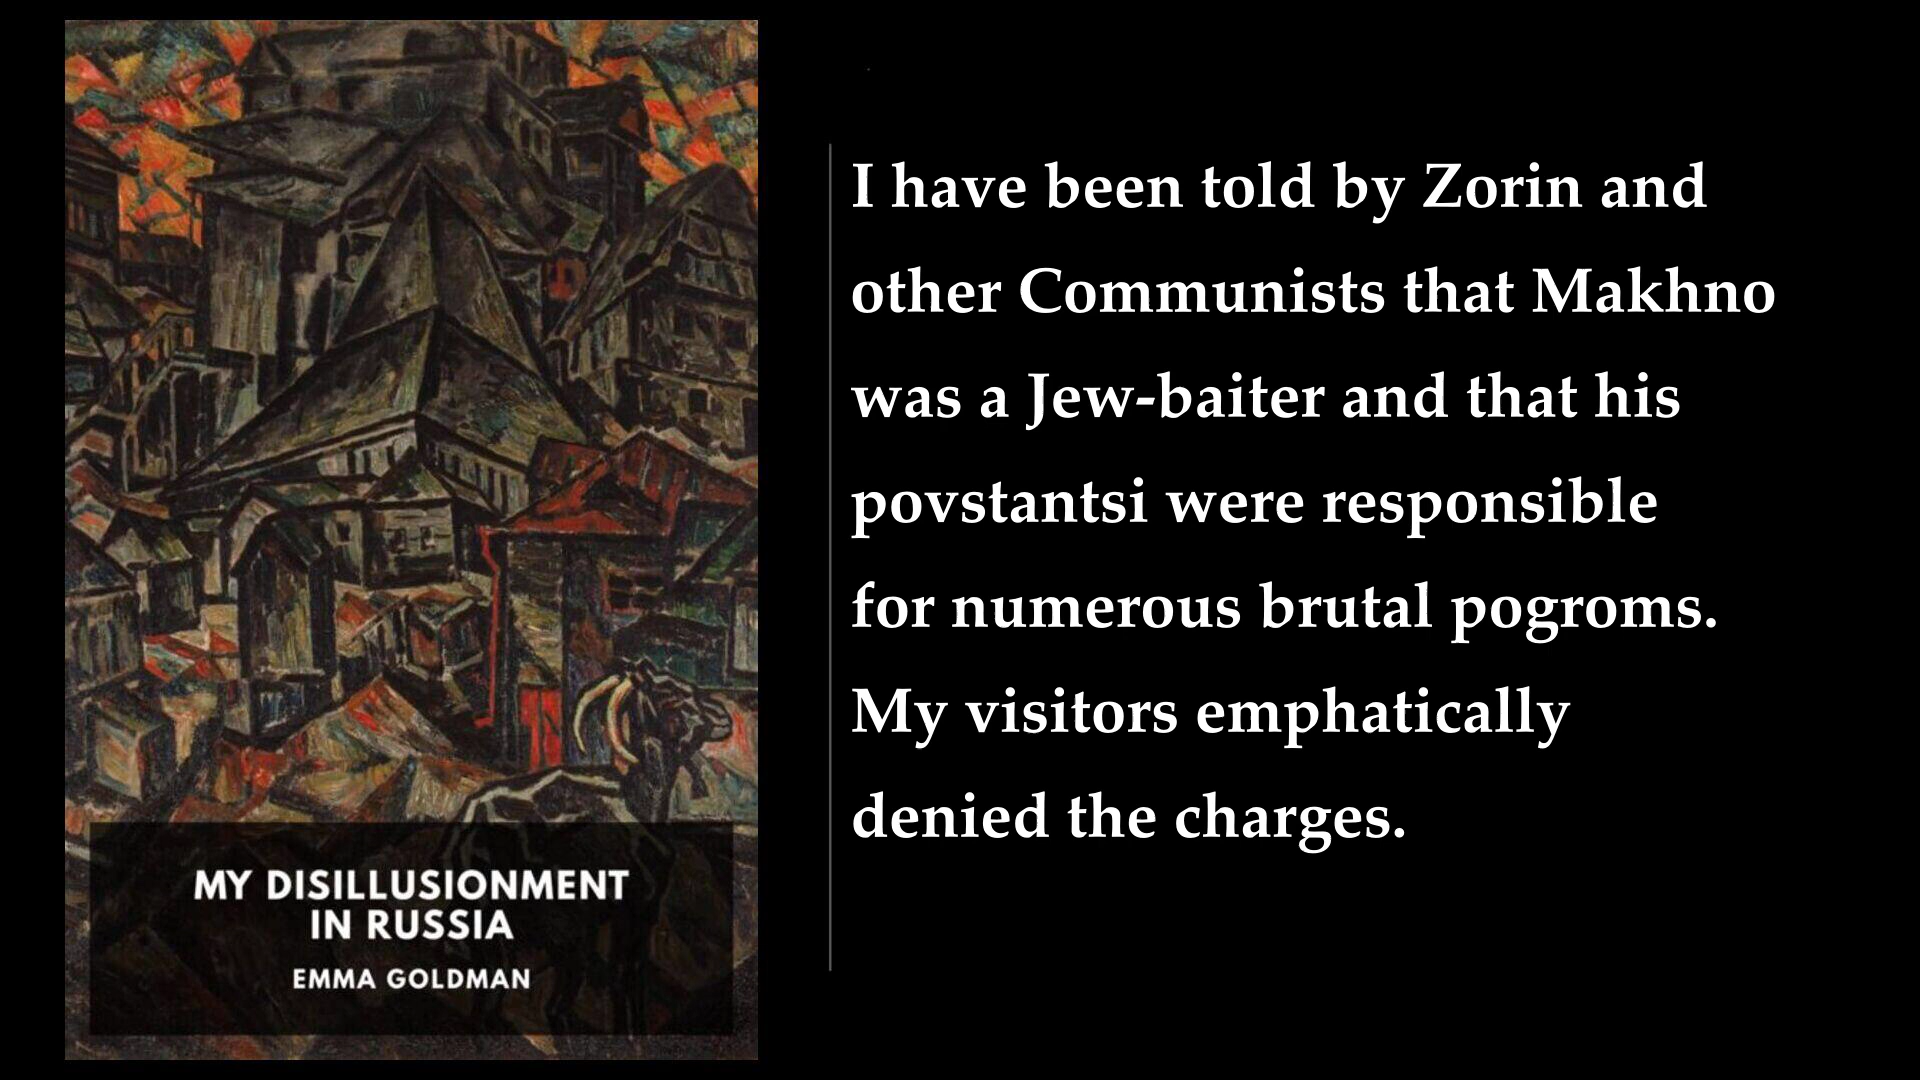 I have been told by Zorin and
other Communists that Makhno
was a Jew-baiter and that his
povstantsi were responsible
for numerous brutal pogroms.
My visitors emphatically
denied the charges.
MY DISILLUSIONMENT
IN RUSSIA
EMMA GOLDMAN